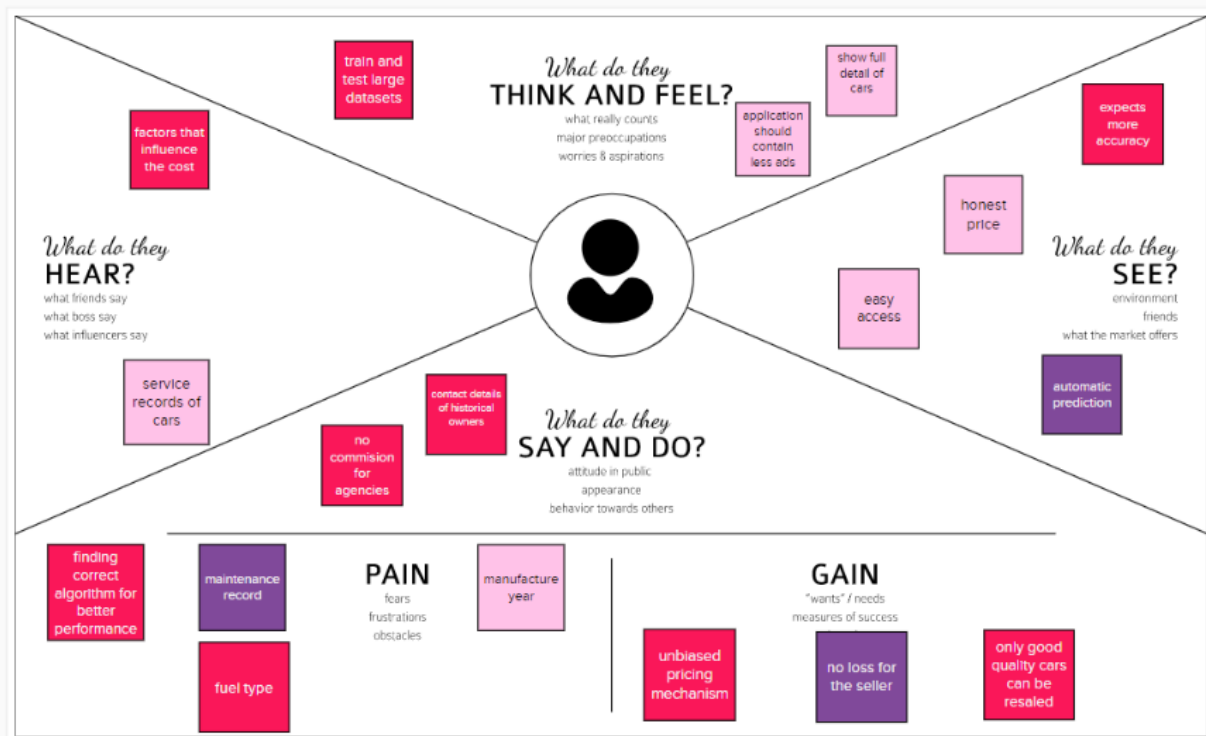 train and
test large
datasets
What do they
THINK AND FEEL?
what really counts
major preoccupations
worries & aspirations
show full
detail of
cars
application
should
contain
less ads
factors that
influence
the cost
What do they
HEAR?
what friends say
what boss say
what influencers say
service
records of
cars
expects
more
accuracy
honest
price
easy
access
What do they
SEE?
environment
friends
what the market offers
automatic
prediction
contact details
of historical
owners
no
commision
for
agencies
What do they
SAY AND DO?
attitude in public
appearance
behavior towards others
finding
correct
algorithm for
better
performance
maintenance
record
fuel type
PAIN
fears
frustrations
obstacles
manufacture
year
GAIN
"wants" / needs
measures of success
unbiased
pricing
mechanism
no loss for
the seller
only good
quality cars
can be
resaled